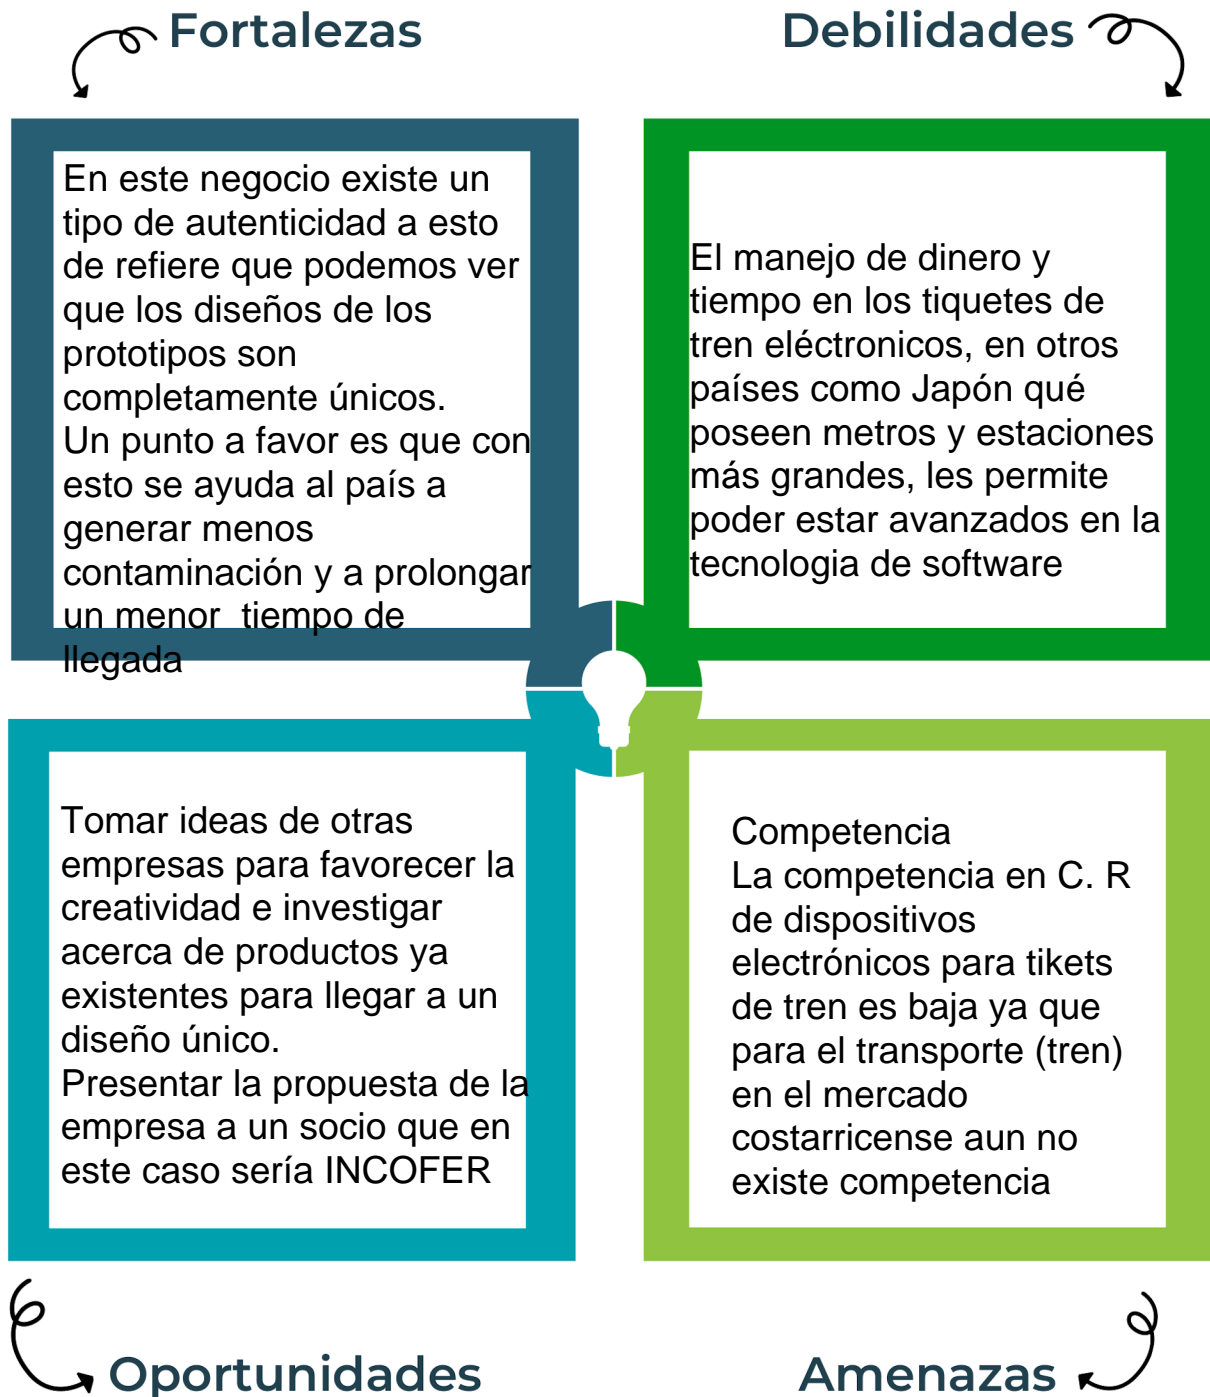 Fortalezas
En este negocio existe un
tipo de autenticidad a esto
de refiere que podemos ver
que los diseños de los
prototipos son
completamente únicos.
Un punto a favor es que con
esto se ayuda al país a
generar menos
contaminación y a prolongar
un menor  tiempo de
llegada
Debilidades
El manejo de dinero y
tiempo en los tiquetes de
tren eléctronicos, en otros
países como Japón qué
poseen metros y estaciones
más grandes, les permite
poder estar avanzados en la
tecnologia de software
Tomar ideas de otras
empresas para favorecer la
creatividad e investigar
acerca de productos ya
existentes para llegar a un
diseño único.
Presentar la propuesta de la
empresa a un socio que en
este caso sería INCOFER
Oportunidades
Competencia
La competencia en C. R
de dispositivos
electrónicos para tikets
de tren es baja ya que
para el transporte (tren)
en el mercado
costarricense aun no
existe competencia
Amenazas